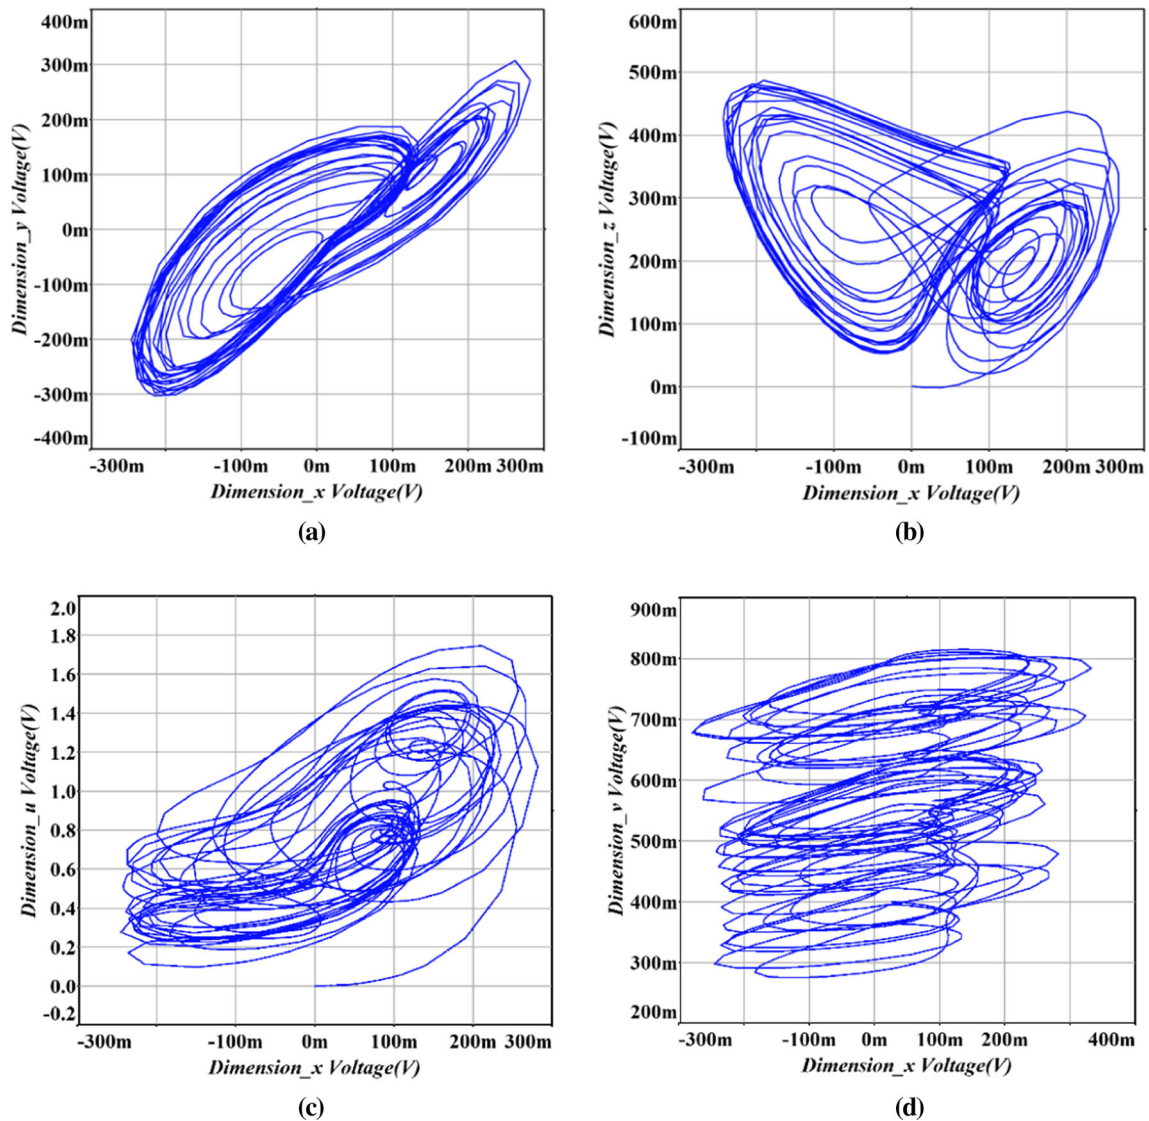 400m
300m
200m
100m
0m
-100m
-200m
-300m
-400m
Dimension_y Voltage(V)
-300m -100m 0m 100m 200m 300m
Dimension_x Voltage(V)
(a)
600m
500m
400m
300m
200m
100m
0m
-100m
Dimension_z Voltage(V)
-300m -100m 0m 100m 200m 300m
Dimension_x Voltage(V)
(b)
2.0
1.8
1.6
1.4
1.2
1.0
0.8
0.6
0.4
0.2
0.0
-0.2
Dimension_u Voltage(V)
-300m -100m 0m 100m 200m 300m
Dimension_x Voltage(V)
(c)
900m
800m
700m
600m
500m
400m
300m
200m
Dimension_v Voltage(V)
-300m -100m 0m 100m 200m 400m
Dimension_x Voltage(V)
(d)